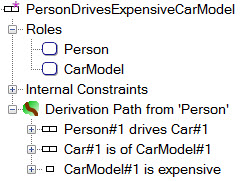 PersonDrivesExpensiveCarModel
Roles
Person
CarModel
Internal Constraints
Derivation Path from 'Person'
Person#1 drives Car#1
Car#1 is of CarModel#1
CarModel#1 is expensive